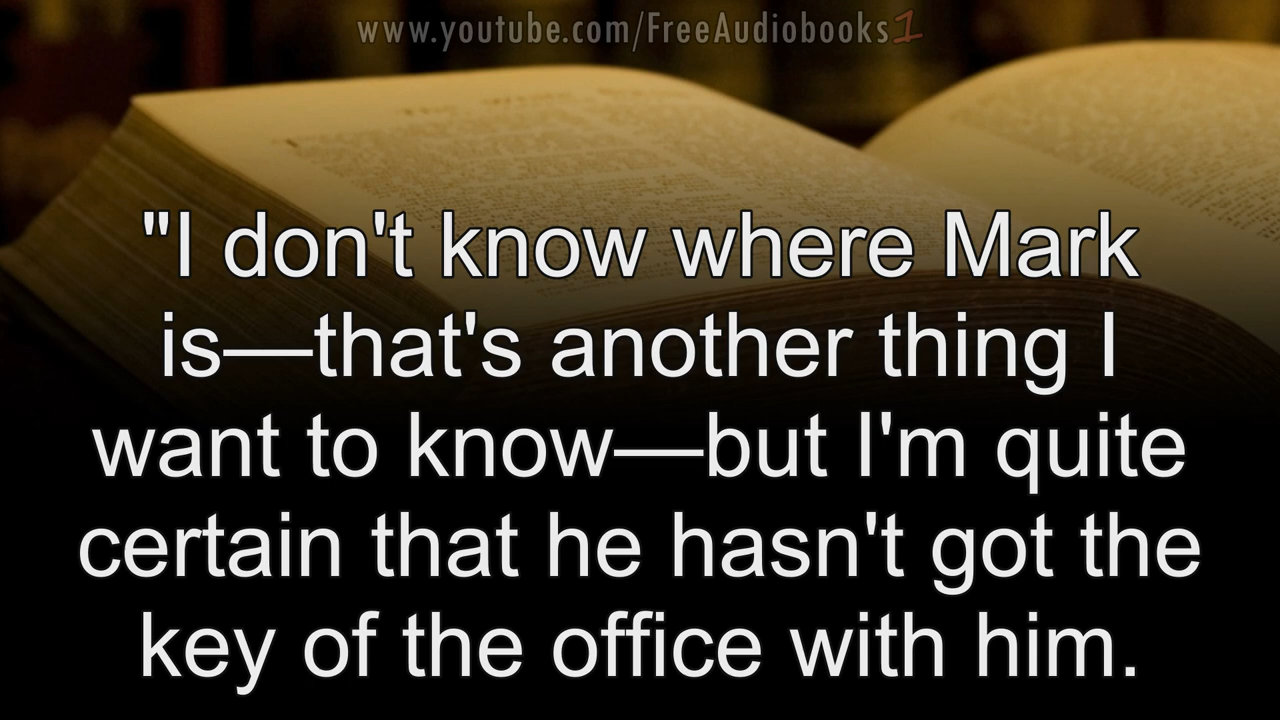 www.youtube.com/FreeAudiobooks1
"I don't know where Mark
is—that's another thing I
want to know—but I'm quite
certain that he hasn't got the
key of the office with him.